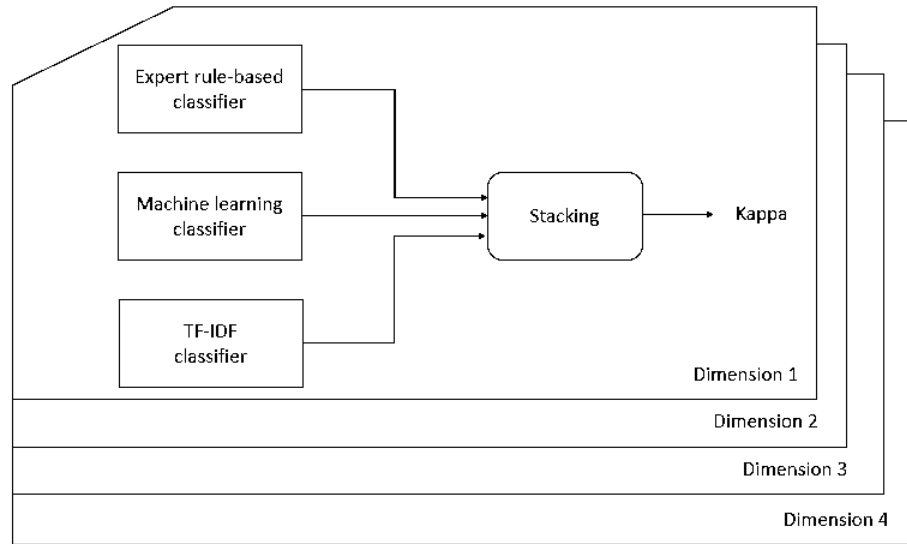 Expert rule-based
classifier
Machine learning
classifier
Stacking
Kappa
TF-IDF
classifier
Dimension 1
Dimension 2
Dimension 3
Dimension 4